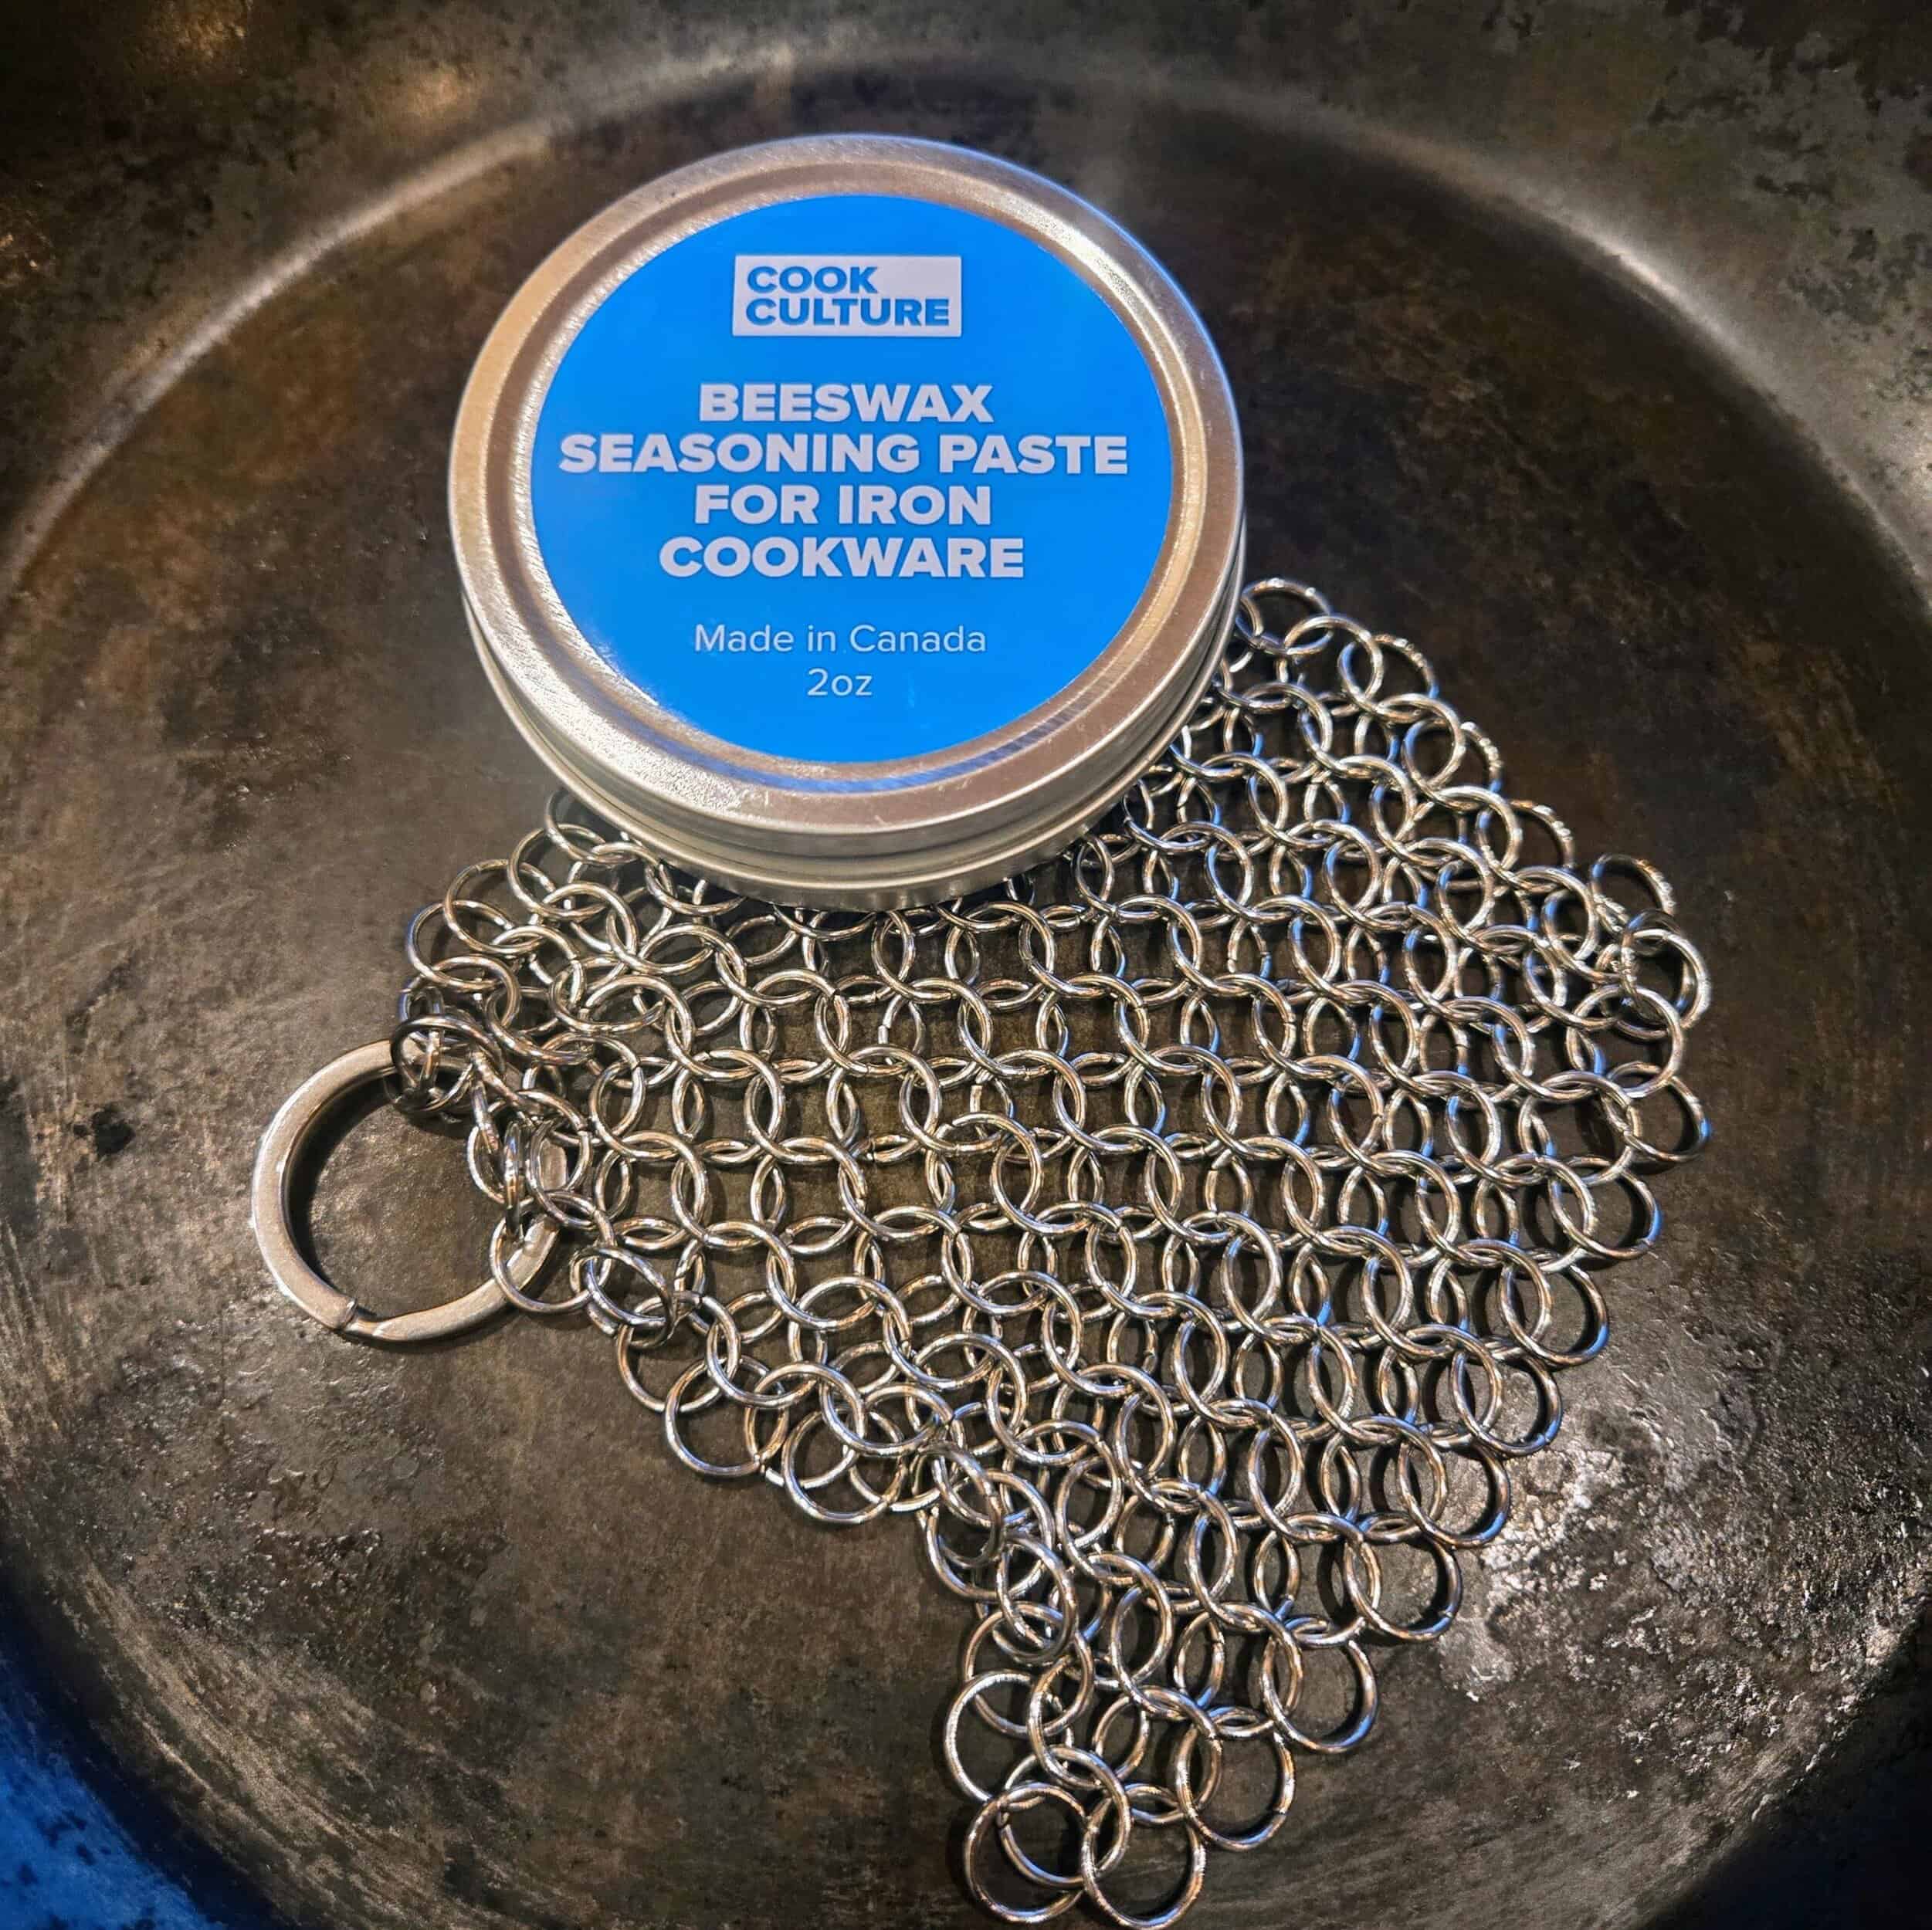 COOK
CULTURE
BEESWAX
SEASONING PASTE
FOR IRON
COOKWARE
Made in Canada
2oz